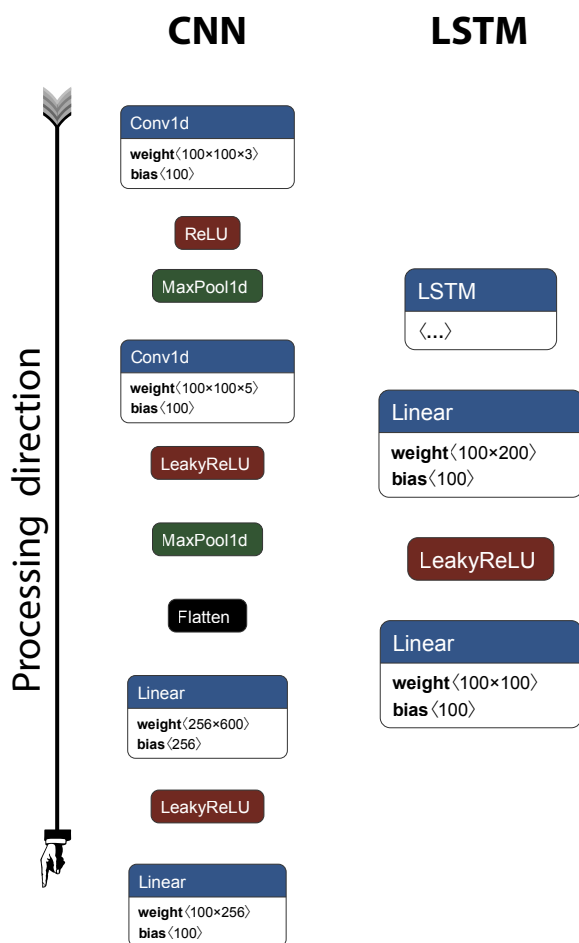 CNN
LSTM
Processing direction
Conv1d
weight⟨100×100×3⟩
bias⟨100⟩
ReLU
MaxPool1d
Conv1d
weight⟨100×100×5⟩
bias⟨100⟩
LeakyReLU
MaxPool1d
Flatten
Linear
weight⟨256×600⟩
bias⟨256⟩
LeakyReLU
Linear
weight⟨100×256⟩
bias⟨100⟩
LSTM
⟨...⟩
Linear
weight⟨100×200⟩
bias⟨100⟩
LeakyReLU
Linear
weight⟨100×100⟩
bias⟨100⟩